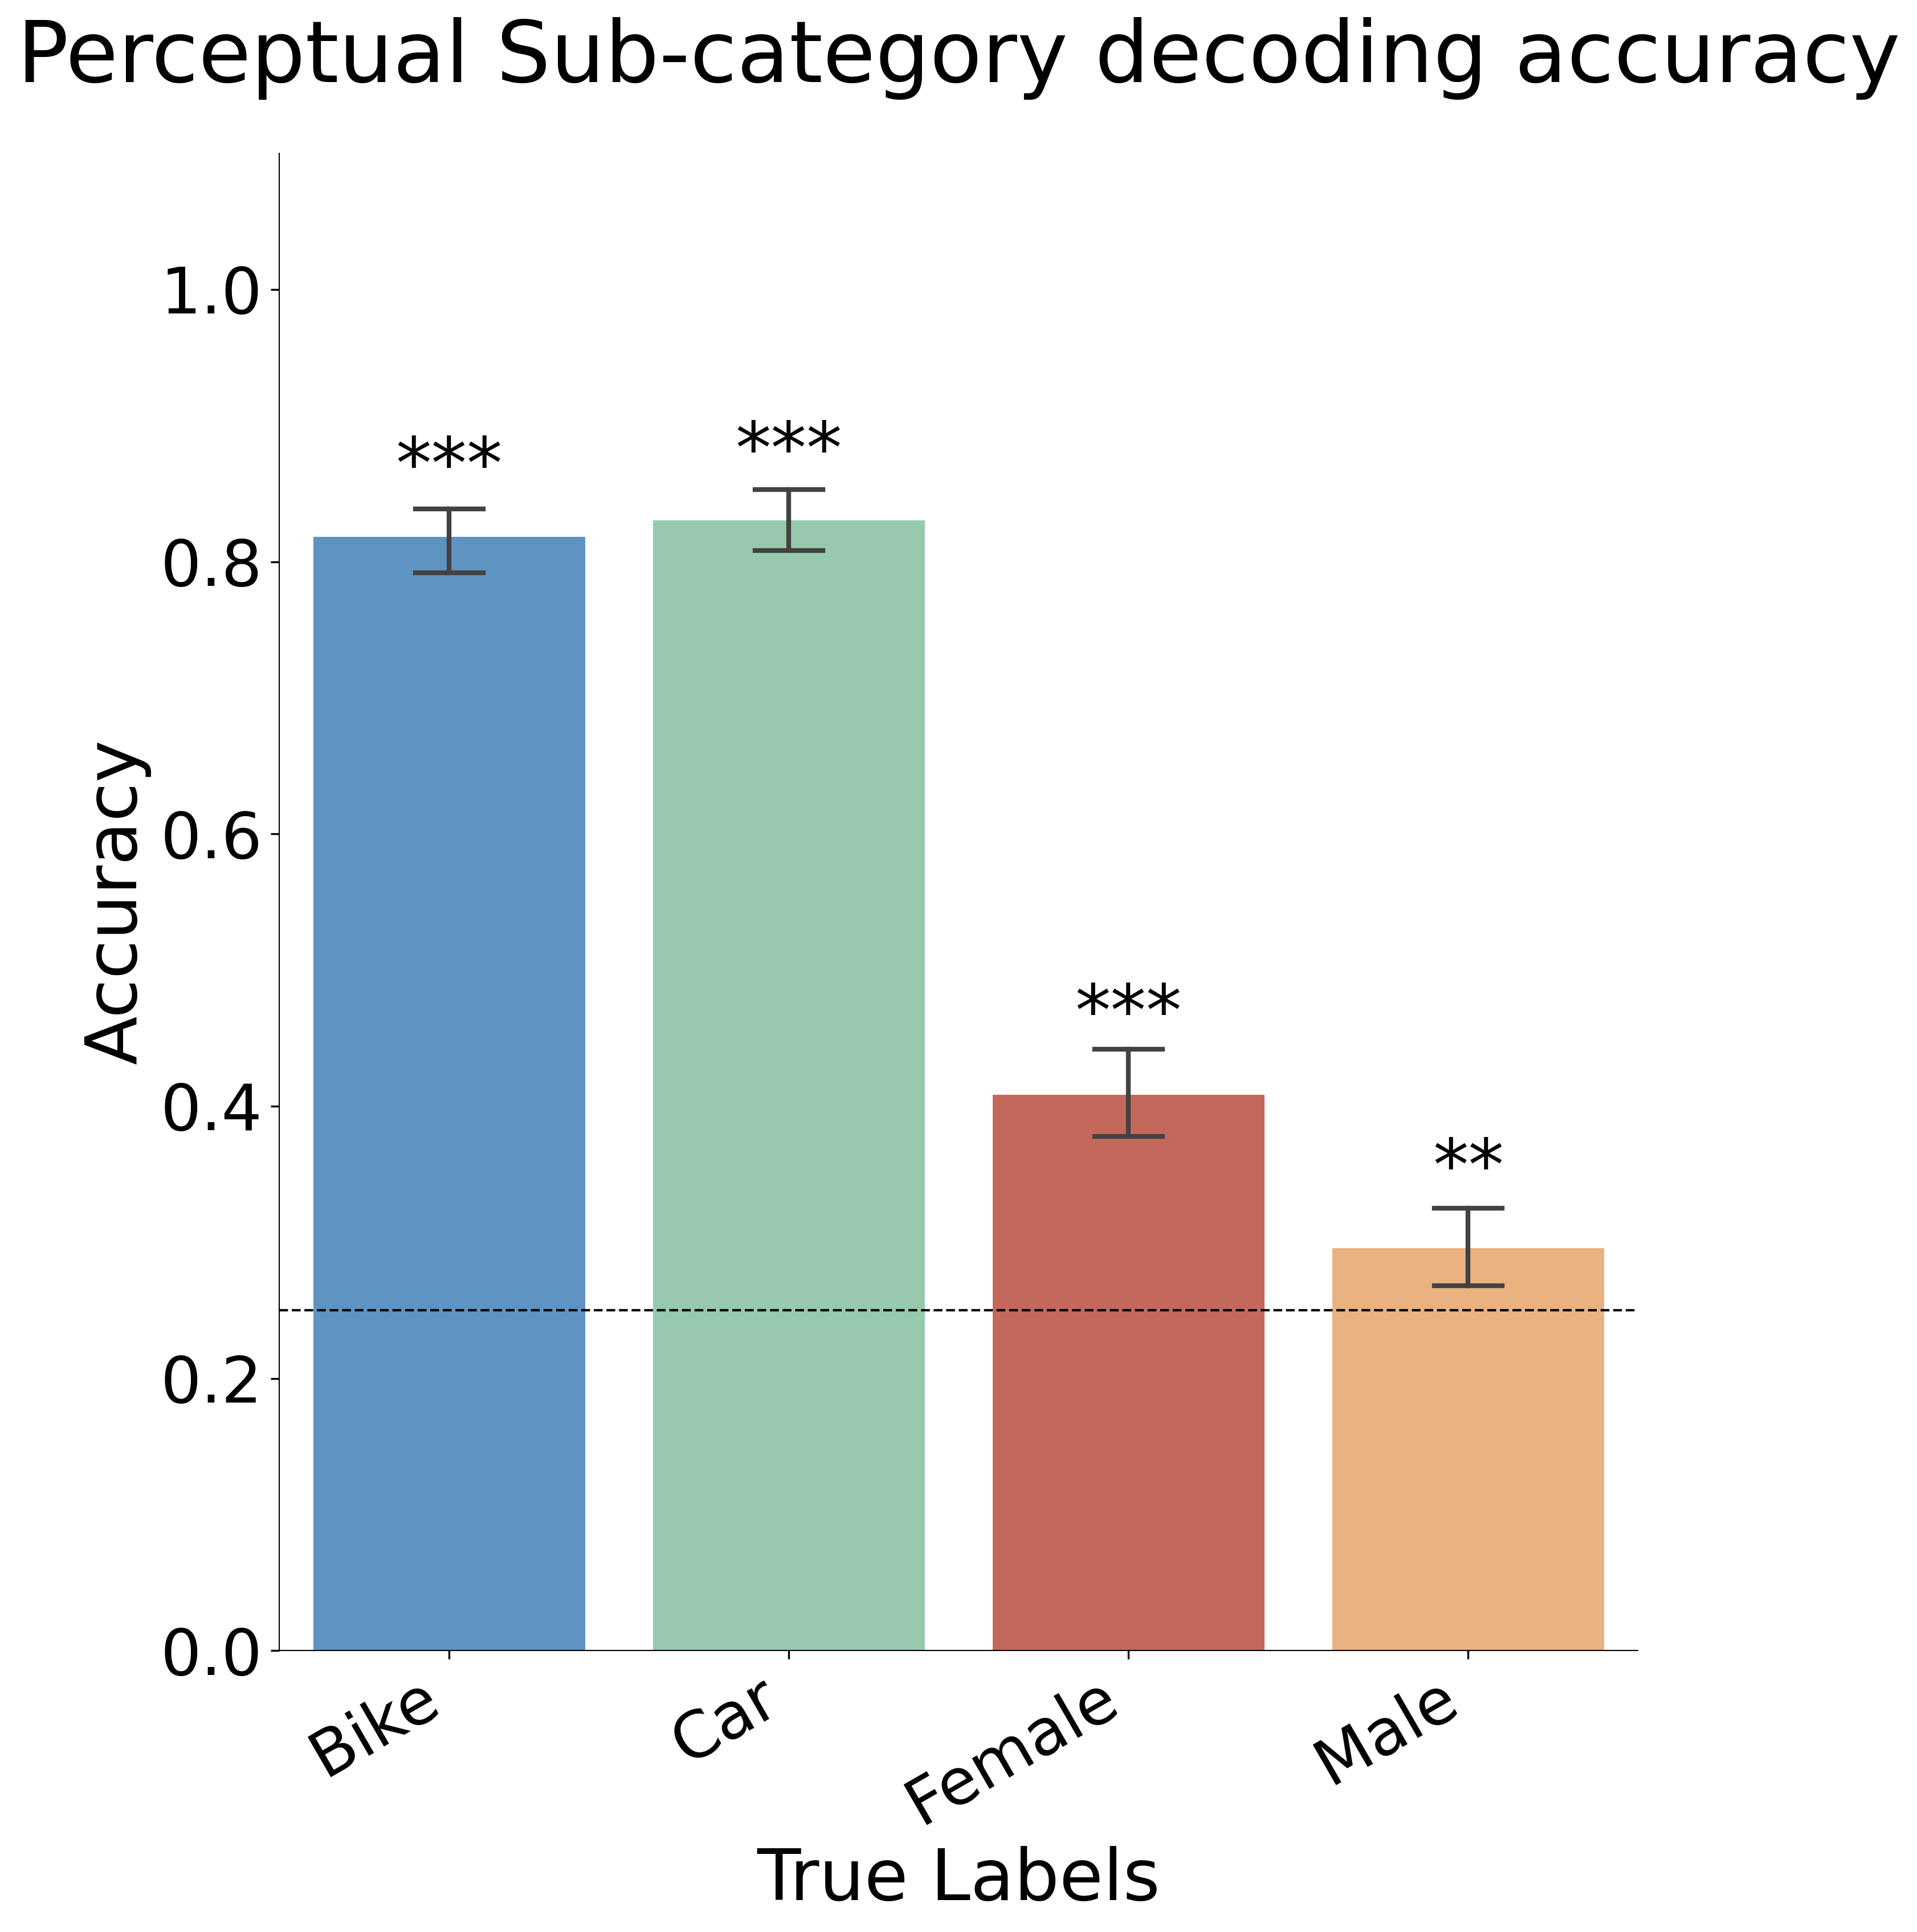 Perceptual Sub-category decoding accuracy
Accuracy
1.0
0.8
0.6
0.4
0.2
0.0
***
***
***
**
Bike
Car
Female
Male
True Labels